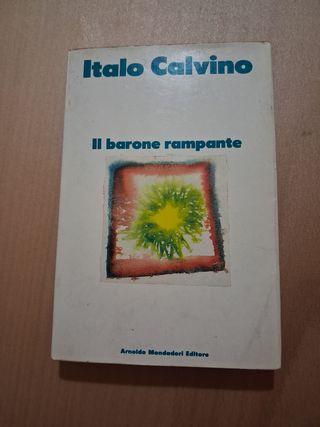 Italo Calvino
Il barone rampante
Arnoldo Mondadori Editore